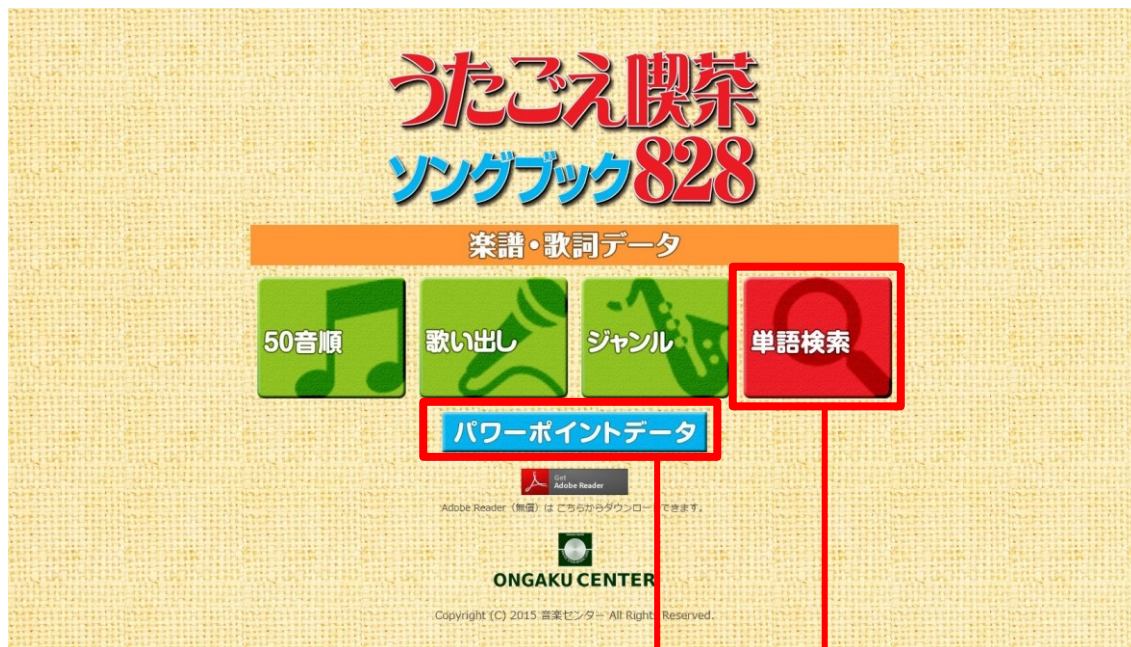 うたごえ喫茶
ソングブック828
楽譜・歌詞データ
50音順
歌い出し
ジャンル
単語検索
パワーポイントデータ
Get
Adobe Reader
Adobe Reader（無償）は こちらからダウンロードできます。
ONGAKU CENTER
Copyright (C) 2015 音楽センター All Rights Reserved.